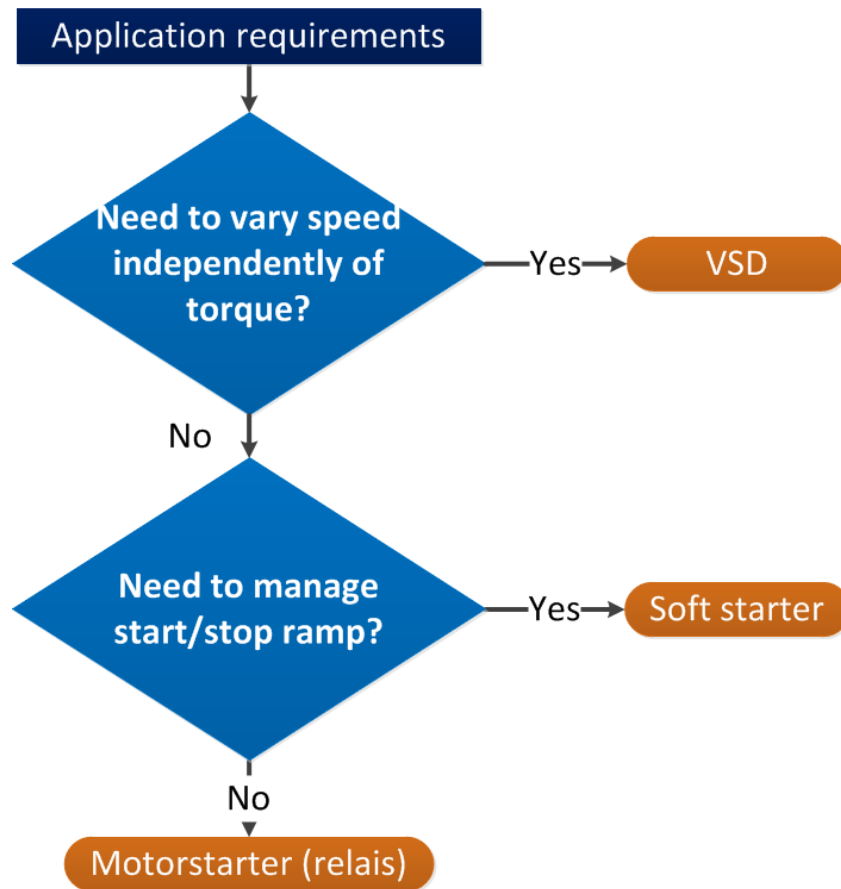 Application requirements
Need to vary speed
independently of
torque?
Yes
VSD
No
Need to manage
start/stop ramp?
Yes
Soft starter
No
Motorstarter (relais)